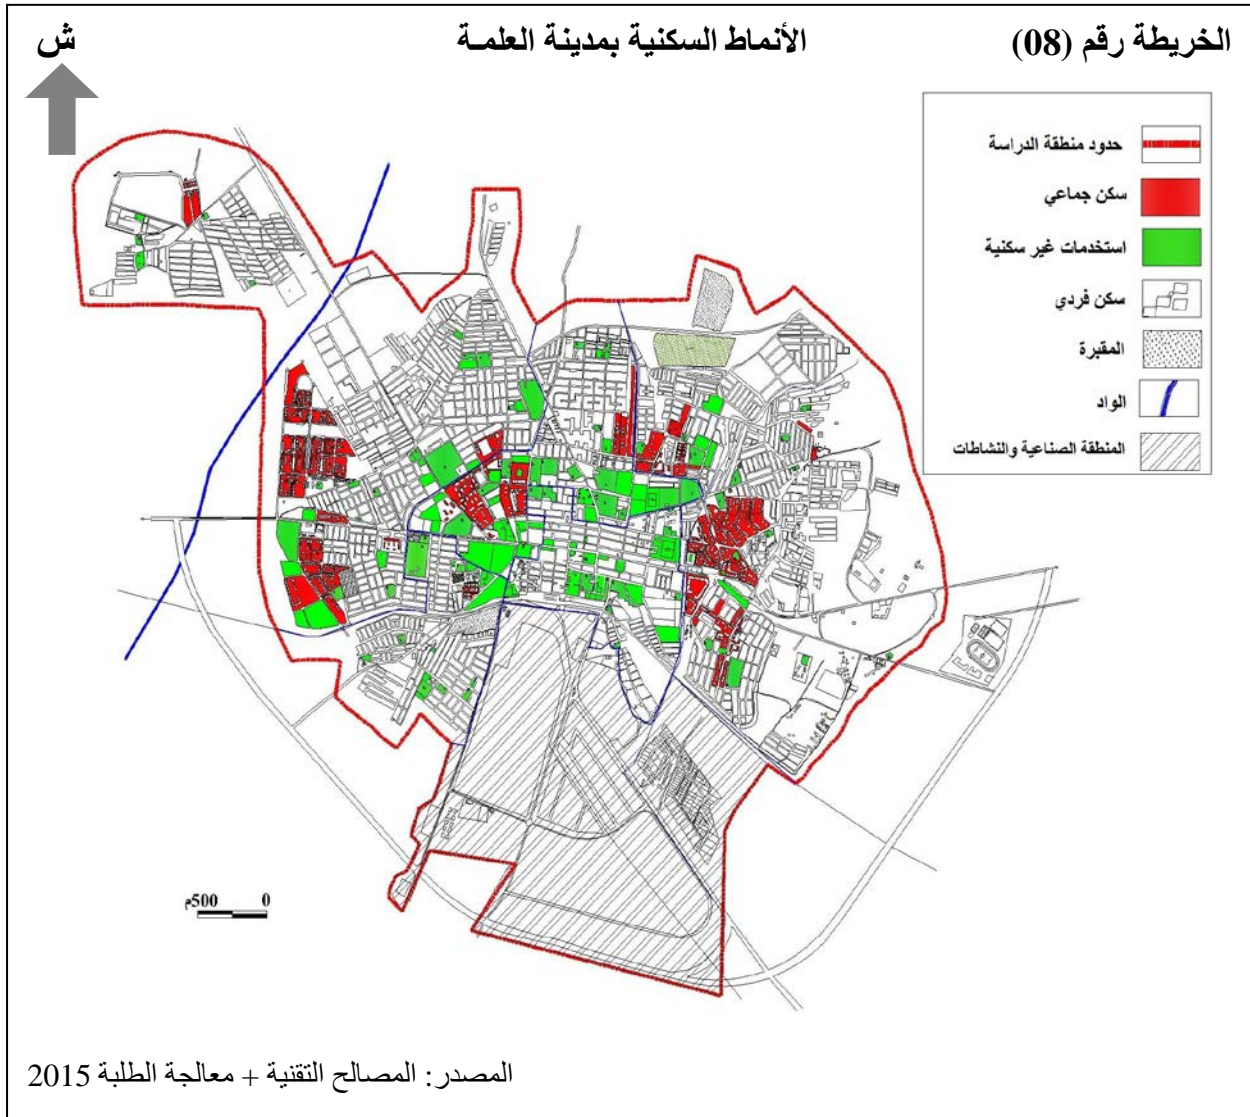 الخريطة رقم (08)
الأنماط السكنية بمدينة العلمـة
ش
حدود منطقة الدراسة
سكن جماعي
استخدمات غير سكنية
سكن فردي
المقبرة
الواد
المنطقة الصناعية والنشاطات
0 500م
المصدر: المصالح التقنية + معالجة الطلبة 2015